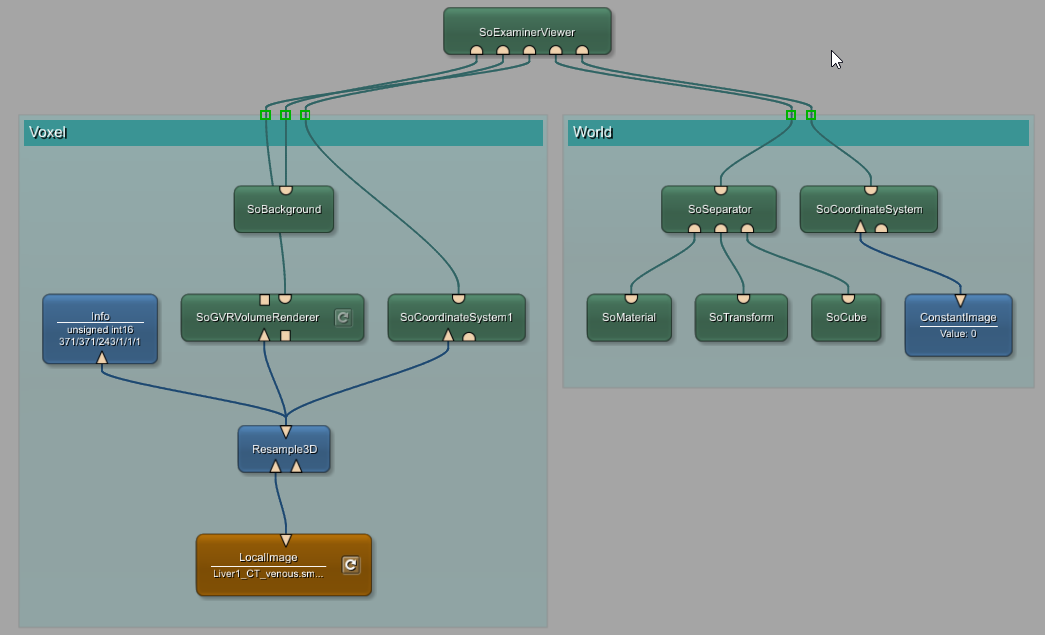 SoExaminerViewer
Voxel
World
SoBackground
SoSeparator
SoCoordinateSystem
Info
unsigned int16
371/371/243/1/1/1
SoGVRVolumeRenderer
SoCoordinateSystem1
SoMaterial
SoTransform
SoCube
ConstantImage
Value: 0
Resample3D
LocalImage
Liver1_CT_venous.sm...